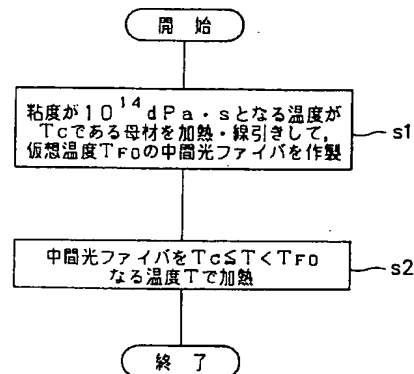 開始
粘度が10^14dPa・sとなる温度が
Tcである母材を加熱・線引きして,
仮想温度TF0の中間光ファイバを作製
s1
中間光ファイバをTc≦T<TF0
なる温度Tで加熱
s2
終了